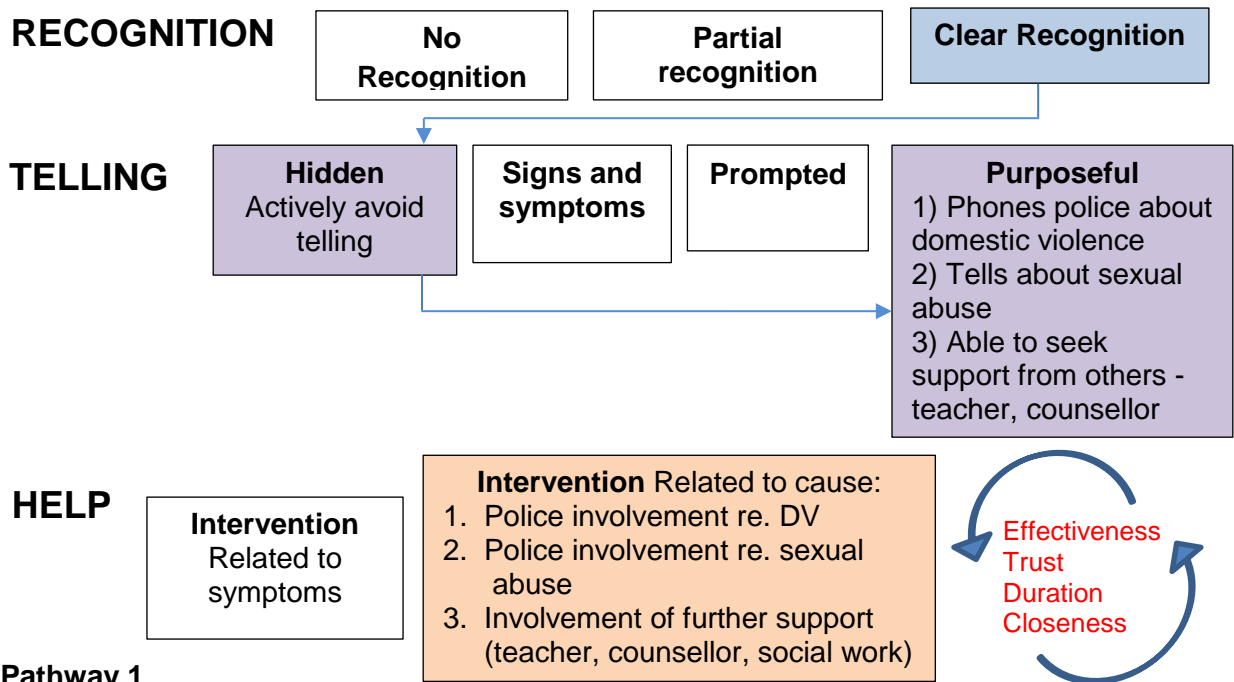 RECOGNITION
No
Recognition
Partial
recognition
Clear Recognition
TELLING
Hidden
Actively avoid
telling
Signs and
symptoms
Prompted
Purposeful
1) Phones police about
domestic violence
2) Tells about sexual
abuse
3) Able to seek
support from others -
teacher, counsellor
HELP
Intervention
Related to
symptoms
Intervention Related to cause:
1. Police involvement re. DV
2. Police involvement re. sexual
abuse
3. Involvement of further support
(teacher, counsellor, social work)
Effectiveness
Trust
Duration
Closeness
Pathway 1